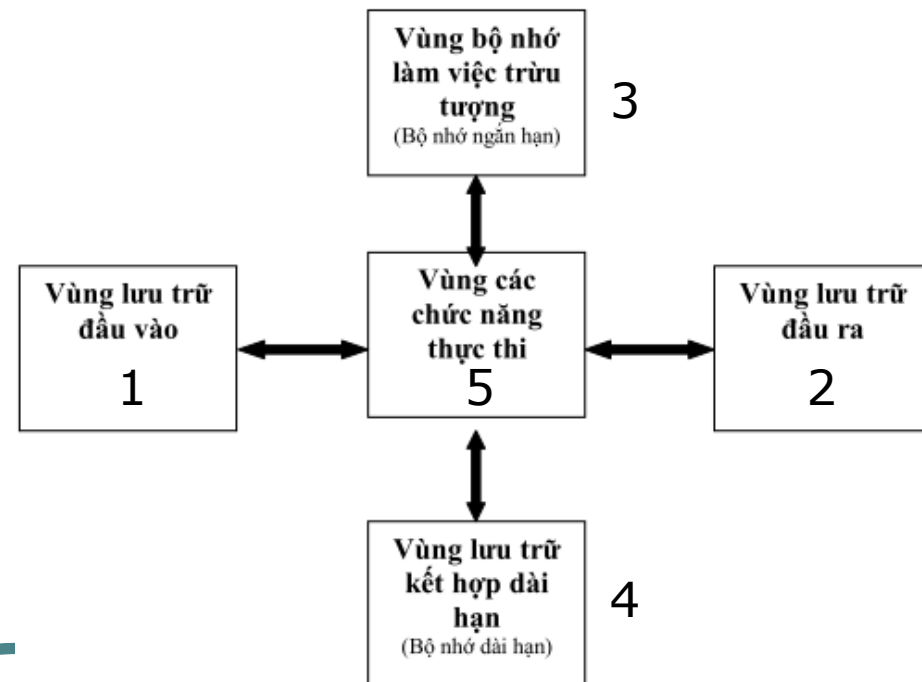 Vùng bộ nhớ
làm việc trừu
tượng
(Bộ nhớ ngắn hạn)
3
Vùng lưu trữ
đầu vào
1
Vùng các
chức năng
thực thi
5
Vùng lưu trữ
đầu ra
2
Vùng lưu trữ
kết hợp dài
hạn
(Bộ nhớ dài hạn)
4